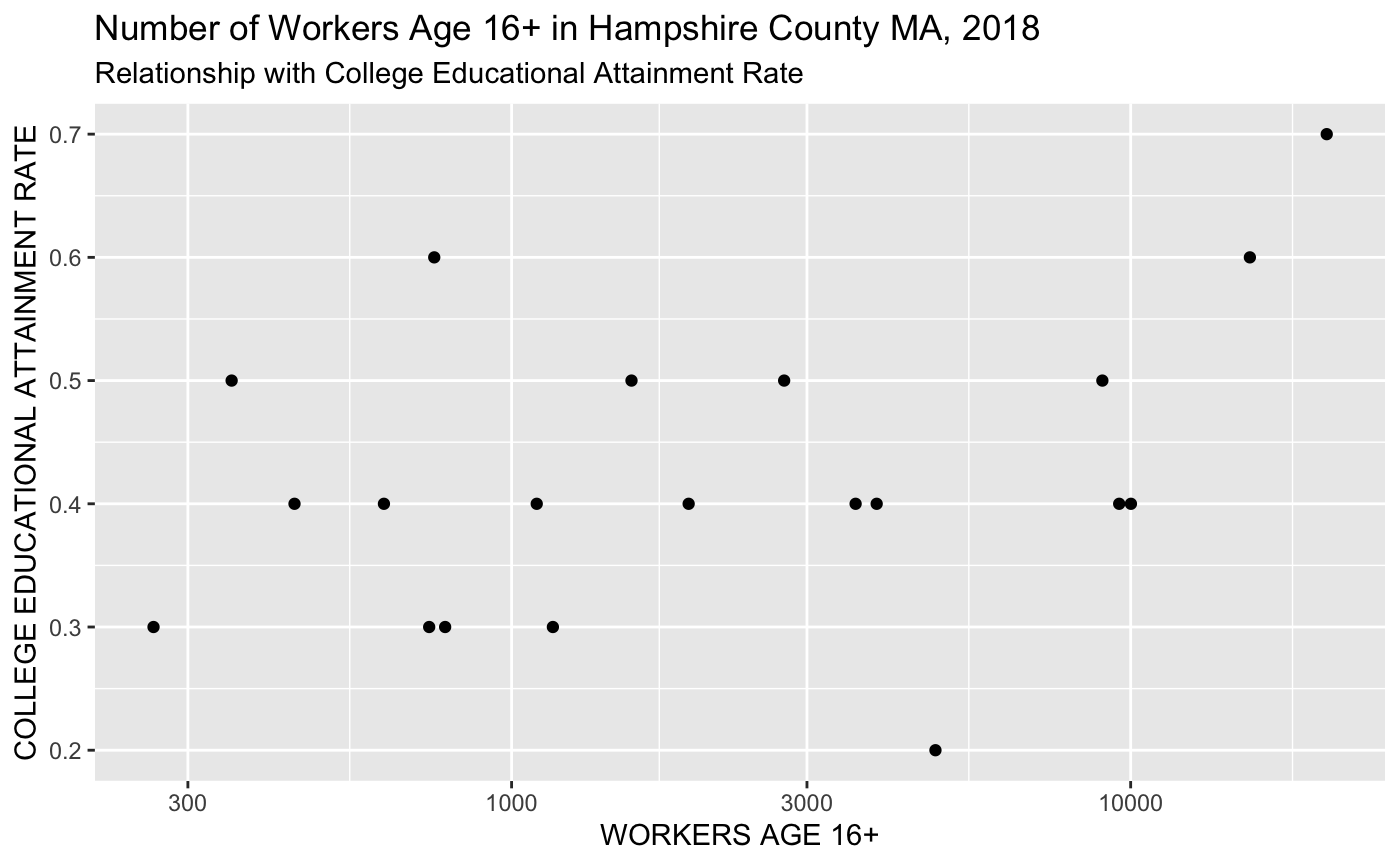 Number of Workers Age 16+ in Hampshire County MA, 2018
Relationship with College Educational Attainment Rate
COLLEGE EDUCATIONAL ATTAINMENT RATE
0.7
0.6
0.5
0.4
0.3
0.2
300 1000 3000 10000
WORKERS AGE 16+